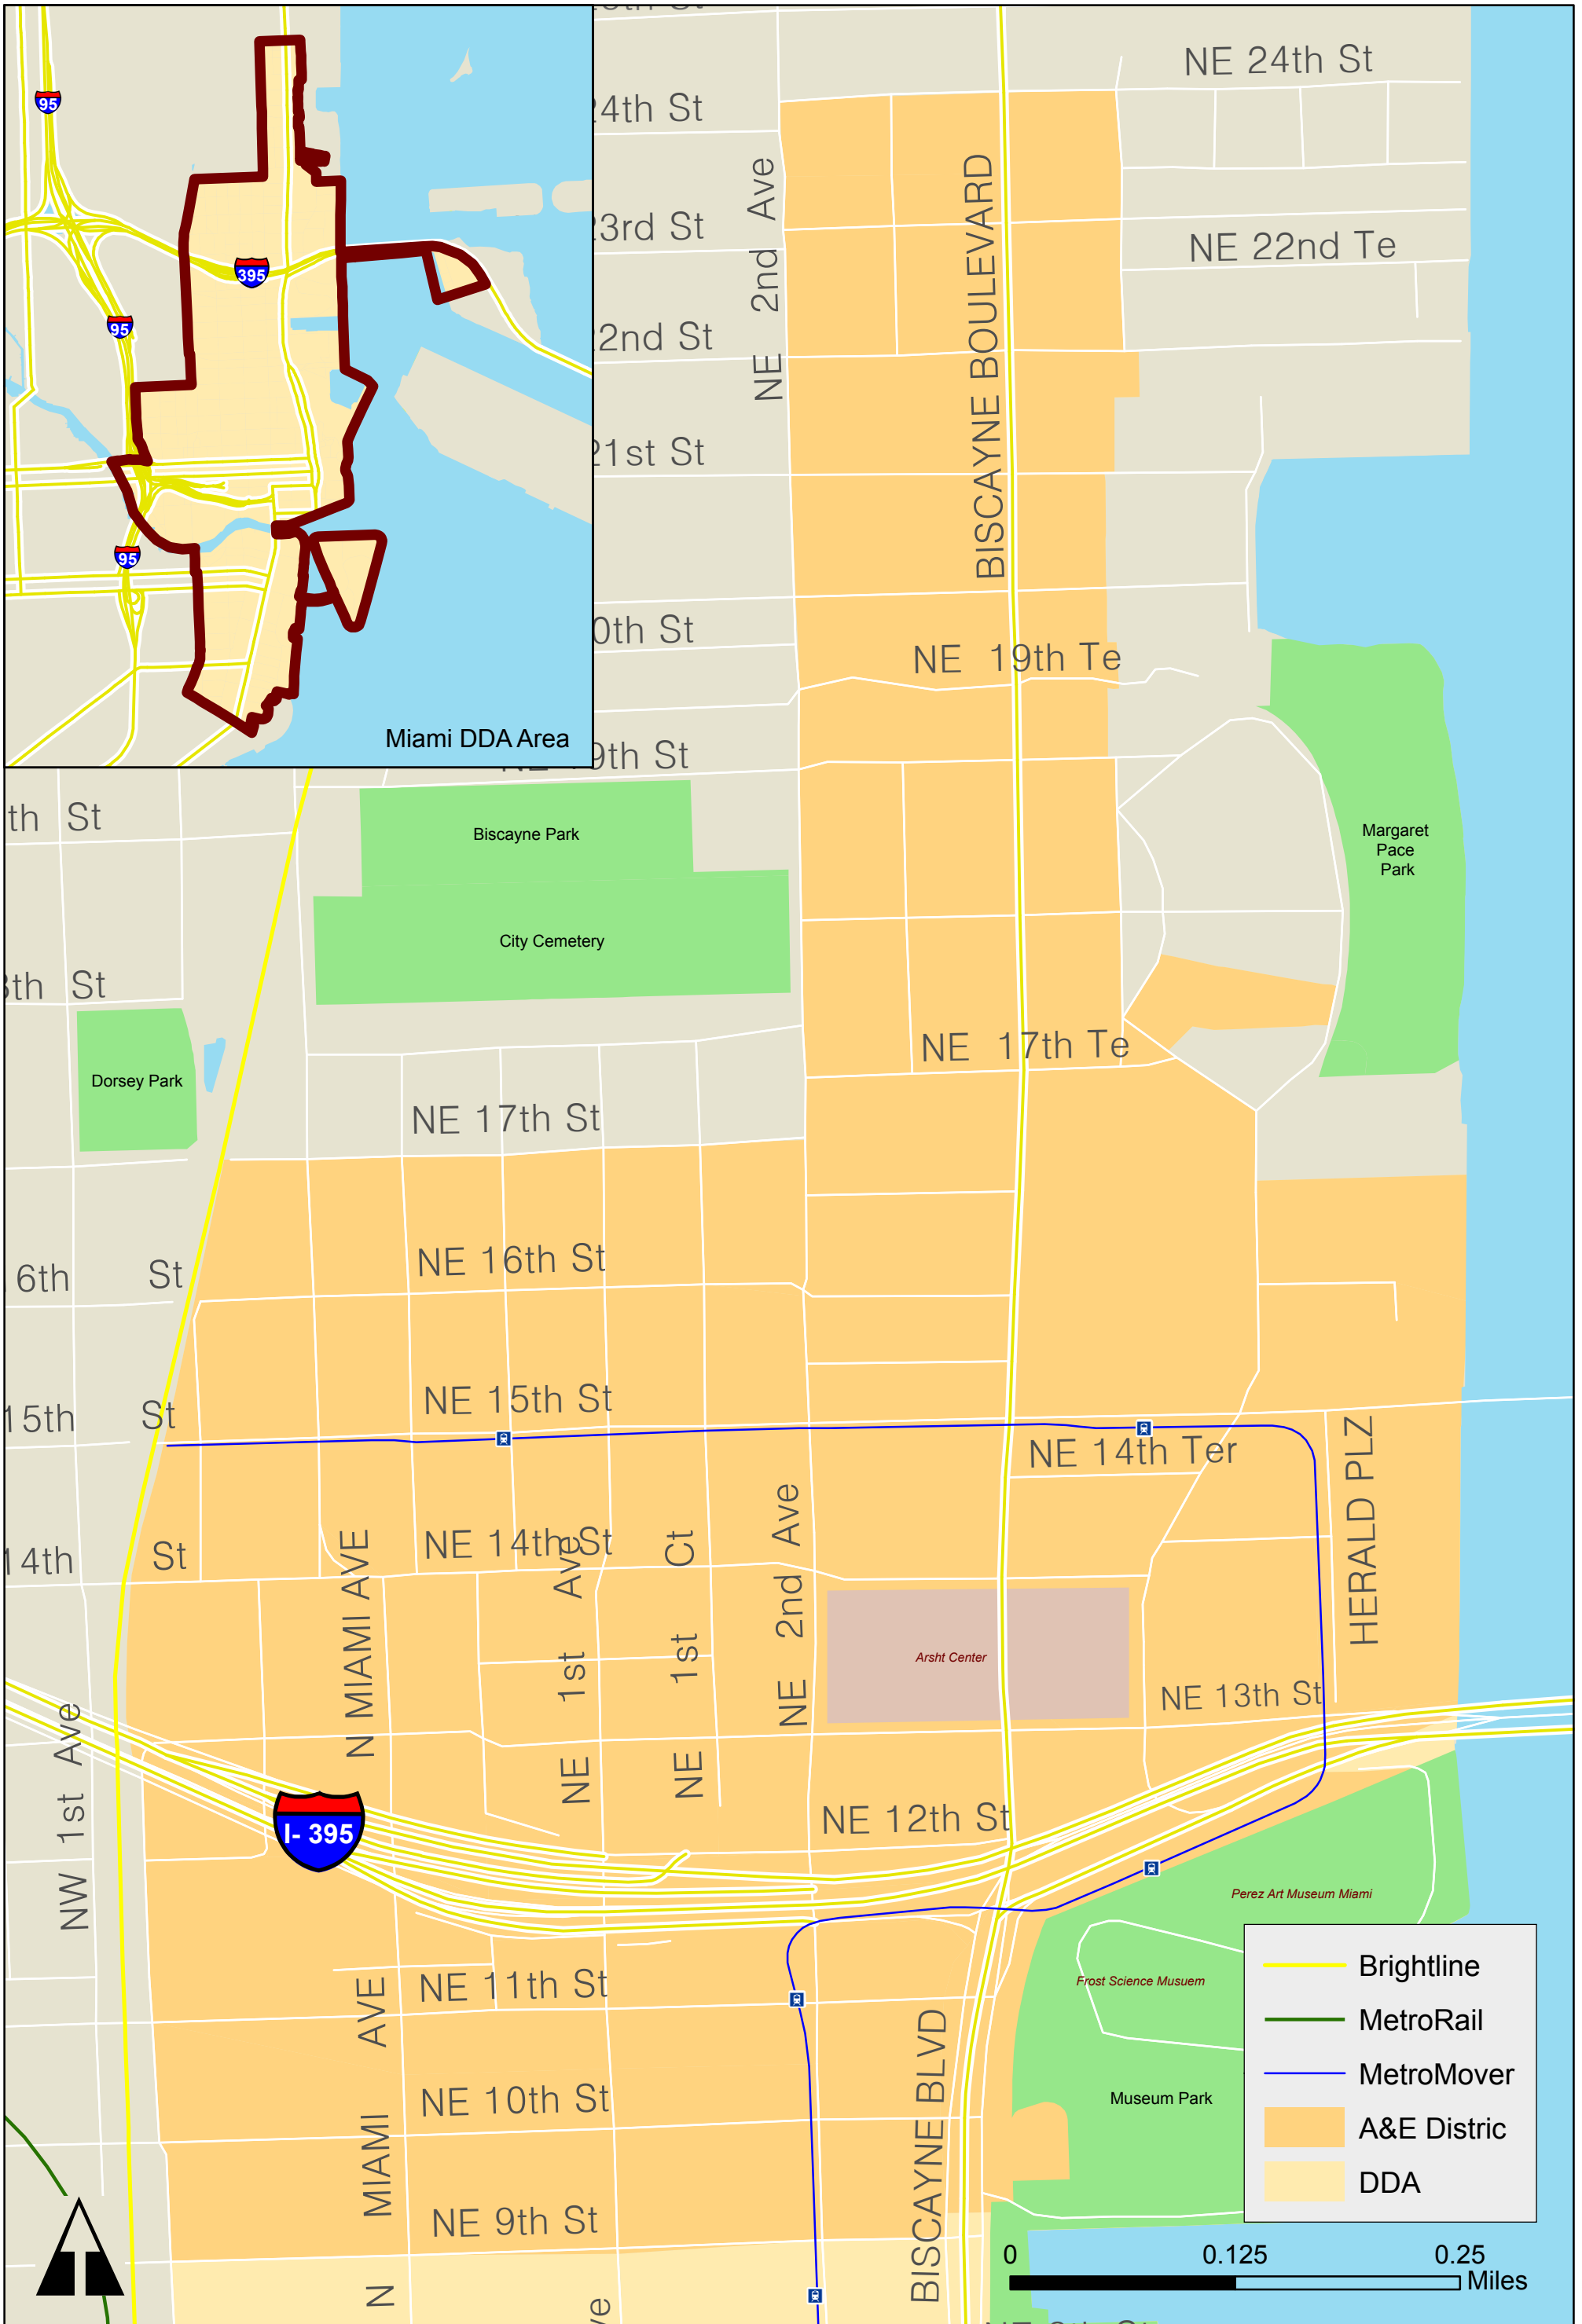 95
395
95
95
Miami DDA Area
NE 24th St
24th St
NE 2nd Ave
BISCAYNE BOULEVARD
23rd St
NE 22nd Te
22nd St
21st St
0th St
NE 19th Te
9th St
th St
Biscayne Park
Margaret
Pace
Park
City Cemetery
8th St
NE 17th Te
Dorsey Park
NE 17th St
6th St
NE 16th St
15th St
NE 15th St
NE 14th Ter
HERALD PLZ
14th St
NE 14th St
N MIAMI AVE
NE 1st Ave
NE 1st Ct
NE 2nd Ave
Arsht Center
NE 13th St
NW 1st Ave
I- 395
NE 12th St
Perez Art Museum Miami
NE 11th St
Frost Science Musuem
N MIAMI AVE
BISCAYNE BLVD
NE 10th St
Museum Park
NE 9th St
ve
Brightline
MetroRail
MetroMover
A&E Distric
DDA
0 0.125 0.25
Miles